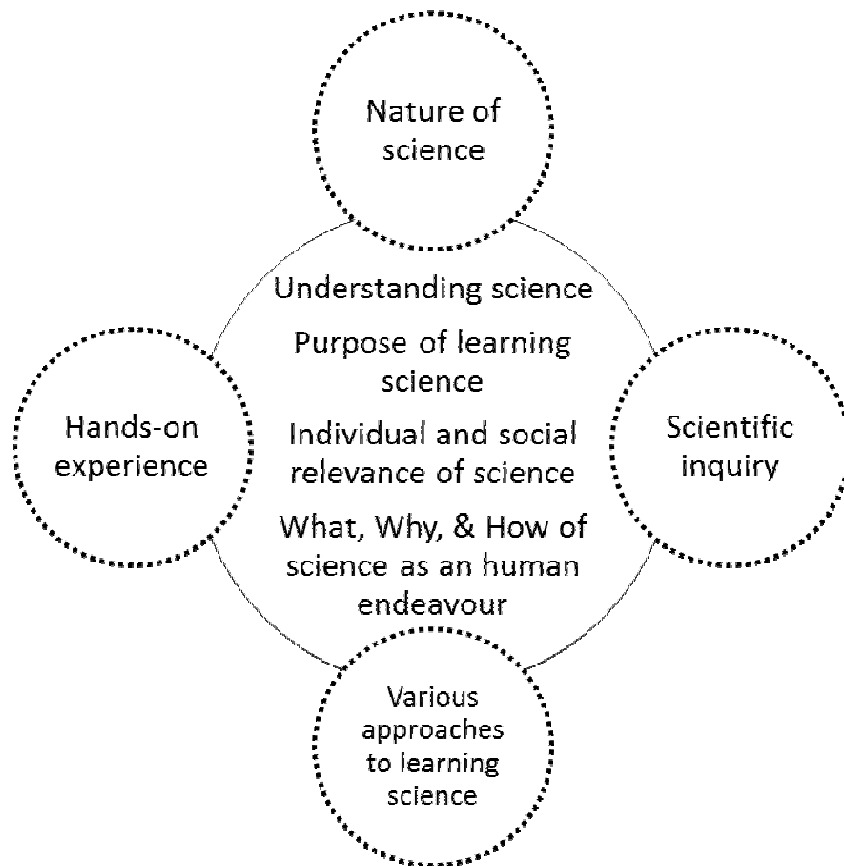 Nature of
science
Understanding science
Purpose of learning
science
Hands-on
experience
Individual and social
relevance of science
Scientific
inquiry
What, Why, & How of
science as an human
endeavour
Various
approaches
to learning
science